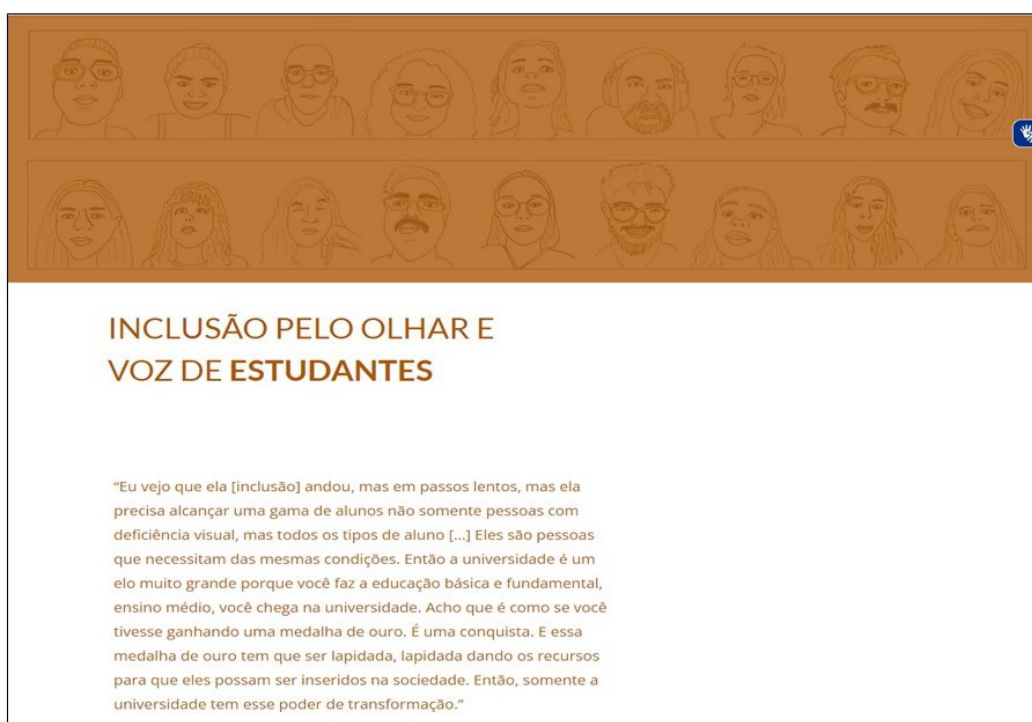 INCLUSÃO PELO OLHAR E
VOZ DE ESTUDANTES
“Eu vejo que ela [inclusão] andou, mas em passos lentos, mas ela
precisa alcançar uma gama de alunos não somente pessoas com
deficiência visual, mas todos os tipos de aluno [...] Eles são pessoas
que necessitam das mesmas condições. Então a universidade é um
elo muito grande porque você faz a educação básica e fundamental,
ensino médio, você chega na universidade. Acho que é como se você
tivesse ganhando uma medalha de ouro. É uma conquista. E essa
medalha de ouro tem que ser lapidada, lapidada dando os recursos
para que eles possam ser inseridos na sociedade. Então, somente a
universidade tem esse poder de transformação.”